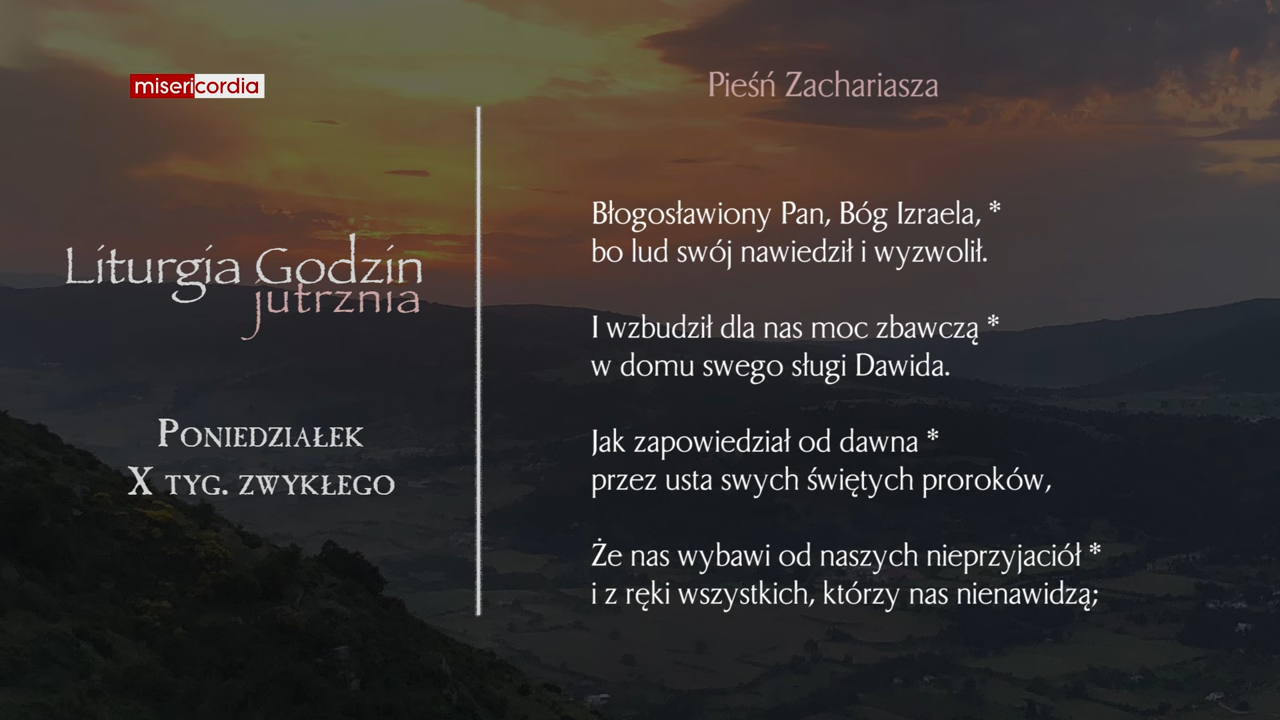 misericordia
Liturgia Godzin
jutrznia
Poniedziałek
X tyg. zwykłego
Pieśń Zachariasza
Błogosławiony Pan, Bóg Izraela, *
bo lud swój nawiedził i wyzwolił.
I wzbudził dla nas moc zbawczą *
w domu swego sługi Dawida.
Jak zapowiedział od dawna *
przez usta swych świętych proroków,
Że nas wybawi od naszych nieprzyjaciół *
i z ręki wszystkich, którzy nas nienawidzą;